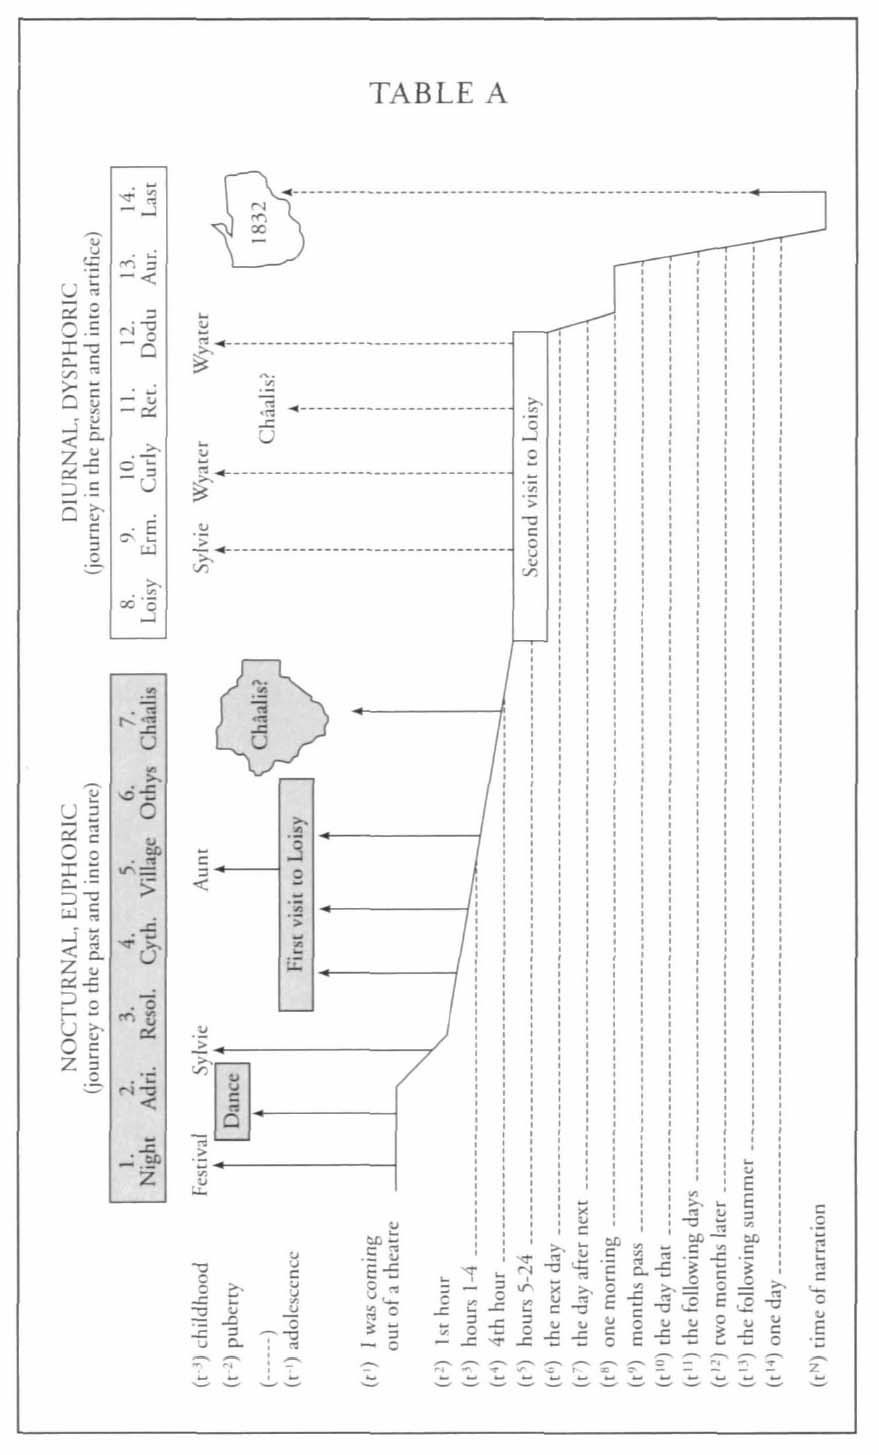 TABLE A
NOCTURNAL, EUPHORIC
(journey to the past and into nature)
DIURNAL, DYSPHORIC
(journey in the present and into artifice)
1. 2. 3. 4. 5. 6. 7.
Night Adri. Resol. Cyth. Village Othys Châalis
8. 9. 10. 11. 12. 13. 14.
Loisy Erm. Curly Ret. Dodu Aur. Last
(t⁻³) childhood Festival Sylvie Aunt Sylvie Wyater Wyater
(t⁻²) puberty Dance
(------) Châalis? Châalis? 1832
(t⁻¹) adolescence First visit to Loisy
(t¹) I was coming
out of a theatre
(t²) 1st hour
(t³) hours 1-4
(t⁴) 4th hour
(t⁵) hours 5-24 Second visit to Loisy
(t⁶) the next day
(t⁷) the day after next
(t⁸) one morning
(t⁹) months pass
(t¹⁰) the day that
(t¹¹) the following days
(t¹²) two months later
(t¹³) the following summer
(t¹⁴) one day
(tᴺ) time of narration